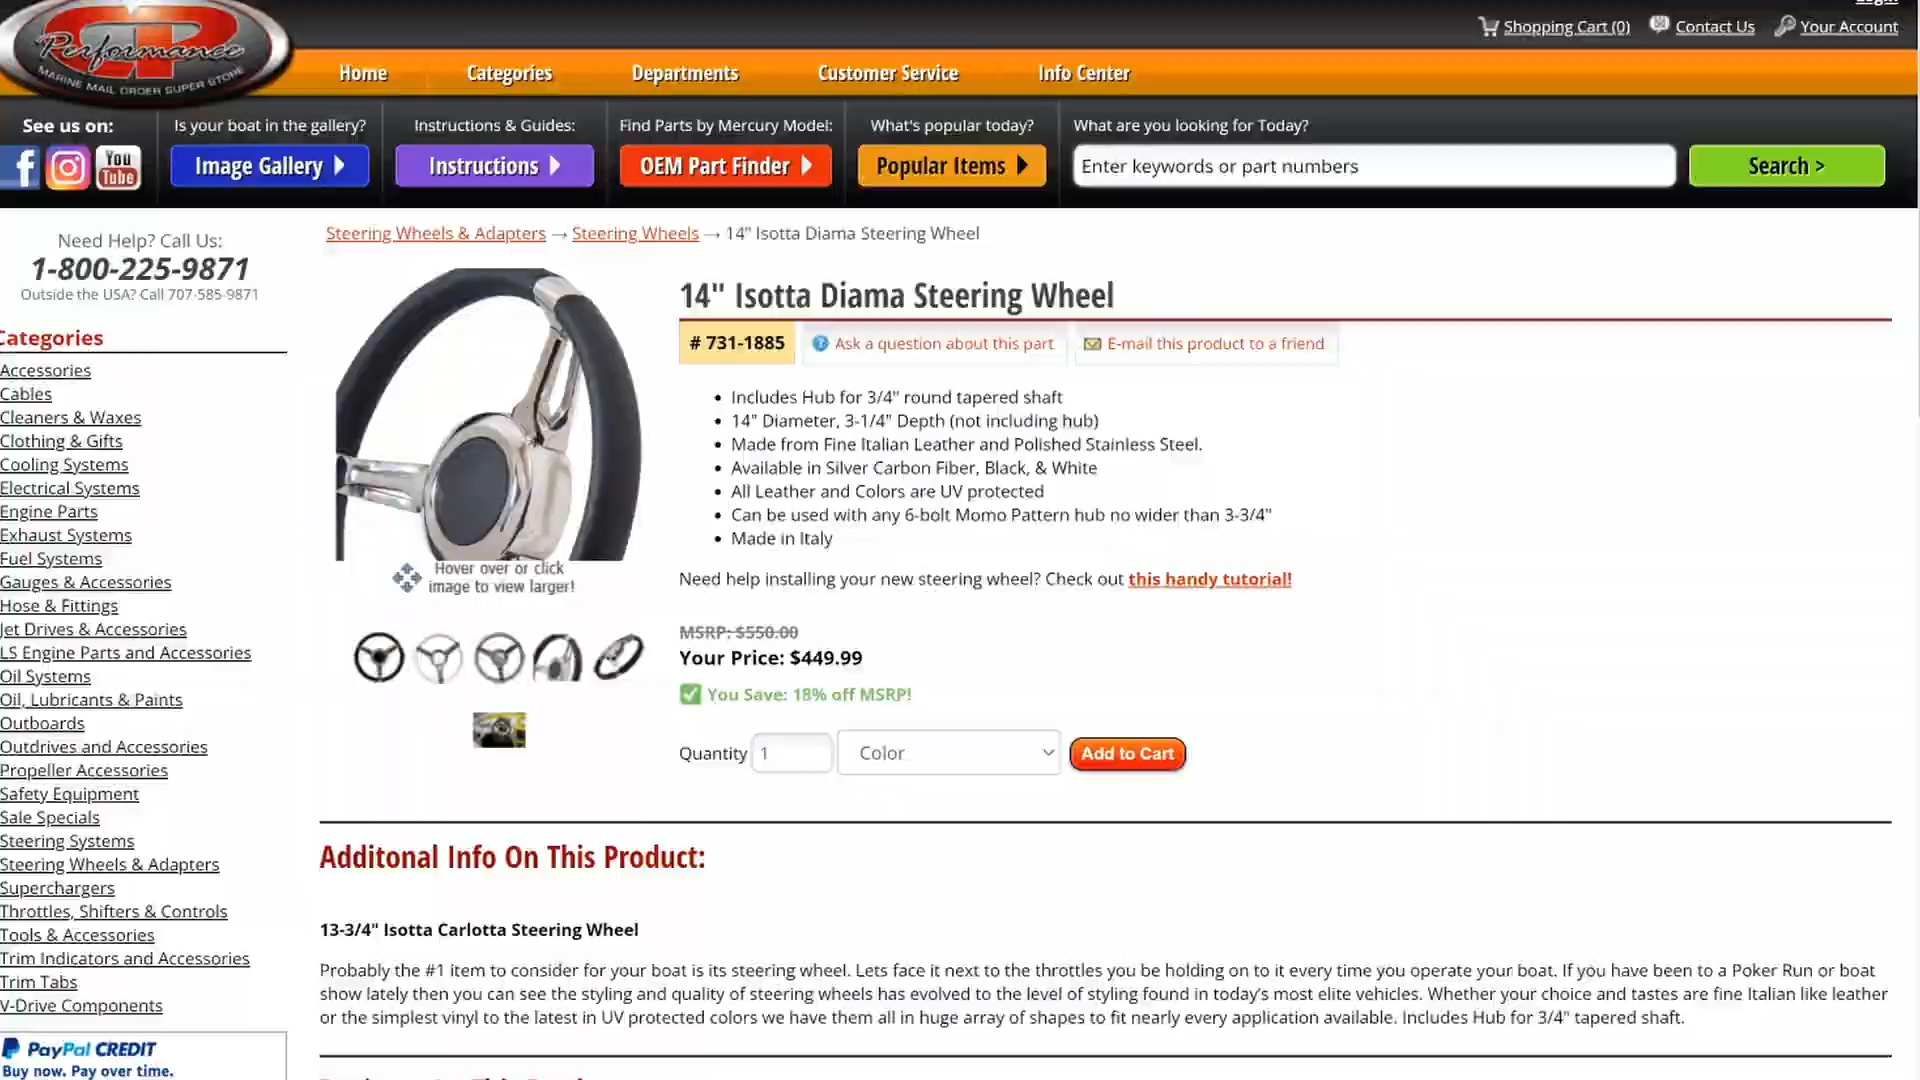 Performance
MARINE MAIL ORDER SUPER STORE
Shopping Cart (0)
Contact Us
Your Account
Home
Categories
Departments
Customer Service
Info Center
See us on:
You
Tube
Is your boat in the gallery?
Image Gallery
Instructions & Guides:
Instructions
Find Parts by Mercury Model:
OEM Part Finder
What's popular today?
Popular Items
What are you looking for Today?
Enter keywords or part numbers
Search >
Need Help? Call Us:
1-800-225-9871
Outside the USA? Call 707-585-9871
Categories
Accessories
Cables
Cleaners & Waxes
Clothing & Gifts
Cooling Systems
Electrical Systems
Engine Parts
Exhaust Systems
Fuel Systems
Gauges & Accessories
Hose & Fittings
Jet Drives & Accessories
LS Engine Parts and Accessories
Oil Systems
Oil, Lubricants & Paints
Outboards
Outdrives and Accessories
Propeller Accessories
Safety Equipment
Sale Specials
Steering Systems
Steering Wheels & Adapters
Superchargers
Throttles, Shifters & Controls
Tools & Accessories
Trim Indicators and Accessories
Trim Tabs
V-Drive Components
PayPal CREDIT
Buy now. Pay over time.
Steering Wheels & Adapters → Steering Wheels → 14" Isotta Diama Steering Wheel
Hover over or click
image to view larger!
14" Isotta Diama Steering Wheel
# 731-1885
Ask a question about this part
E-mail this product to a friend
• Includes Hub for 3/4" round tapered shaft
• 14" Diameter, 3-1/4" Depth (not including hub)
• Made from Fine Italian Leather and Polished Stainless Steel.
• Available in Silver Carbon Fiber, Black, & White
• All Leather and Colors are UV protected
• Can be used with any 6-bolt Momo Pattern hub no wider than 3-3/4"
• Made in Italy
Need help installing your new steering wheel? Check out this handy tutorial!
MSRP: $550.00
Your Price: $449.99
You Save: 18% off MSRP!
Quantity 1 Color Add to Cart
Additonal Info On This Product:
13-3/4" Isotta Carlotta Steering Wheel
Probably the #1 item to consider for your boat is its steering wheel. Lets face it next to the throttles you be holding on to it every time you operate your boat. If you have been to a Poker Run or boat
show lately then you can see the styling and quality of steering wheels has evolved to the level of styling found in today's most elite vehicles. Whether your choice and tastes are fine Italian like leather
or the simplest vinyl to the latest in UV protected colors we have them all in huge array of shapes to fit nearly every application available. Includes Hub for 3/4" tapered shaft.